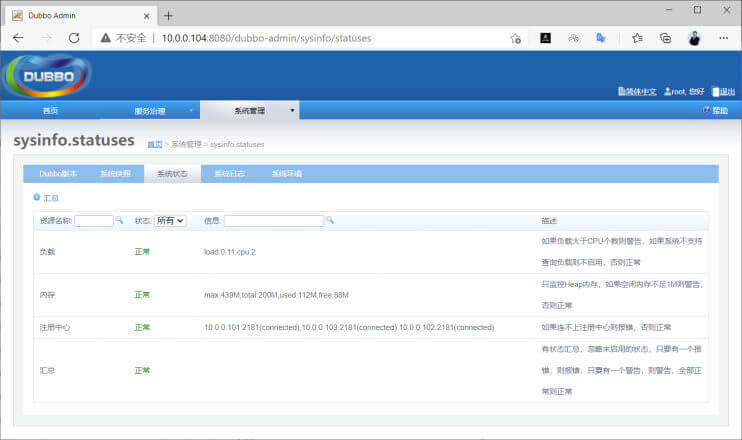 Dubbo Admin
不安全 | 10.0.0.104:8080/dubbo-admin/sysinfo/statuses
DUBBO
简体中文 root, 您好 退出
首页 服务治理 系统管理 帮助
sysinfo.statuses 首页 > 系统管理 > sysinfo.statuses
Dubbo版本 系统快照 系统状态 系统日志 系统环境
汇总
资源名称: 状态: 所有 信息: 描述
负载 正常 load:0.11,cpu:2 如果负载大于CPU个数则警告，如果系统不支持
查询负载则不启用，否则正常
内存 正常 max:439M,total:200M,used:112M,free:88M 只监控Heap内存，如果空闲内存不足1M则警告，
否则正常
注册中心 正常 10.0.0.101:2181(connected),10.0.0.103:2181(connected),10.0.0.102:2181(connected) 如果连不上注册中心则报错，否则正常
汇总 正常 有状态汇总，忽略未启用的状态，只要有一个报
错，则报错，只要有一个警告，则警告，全部正
常则正常